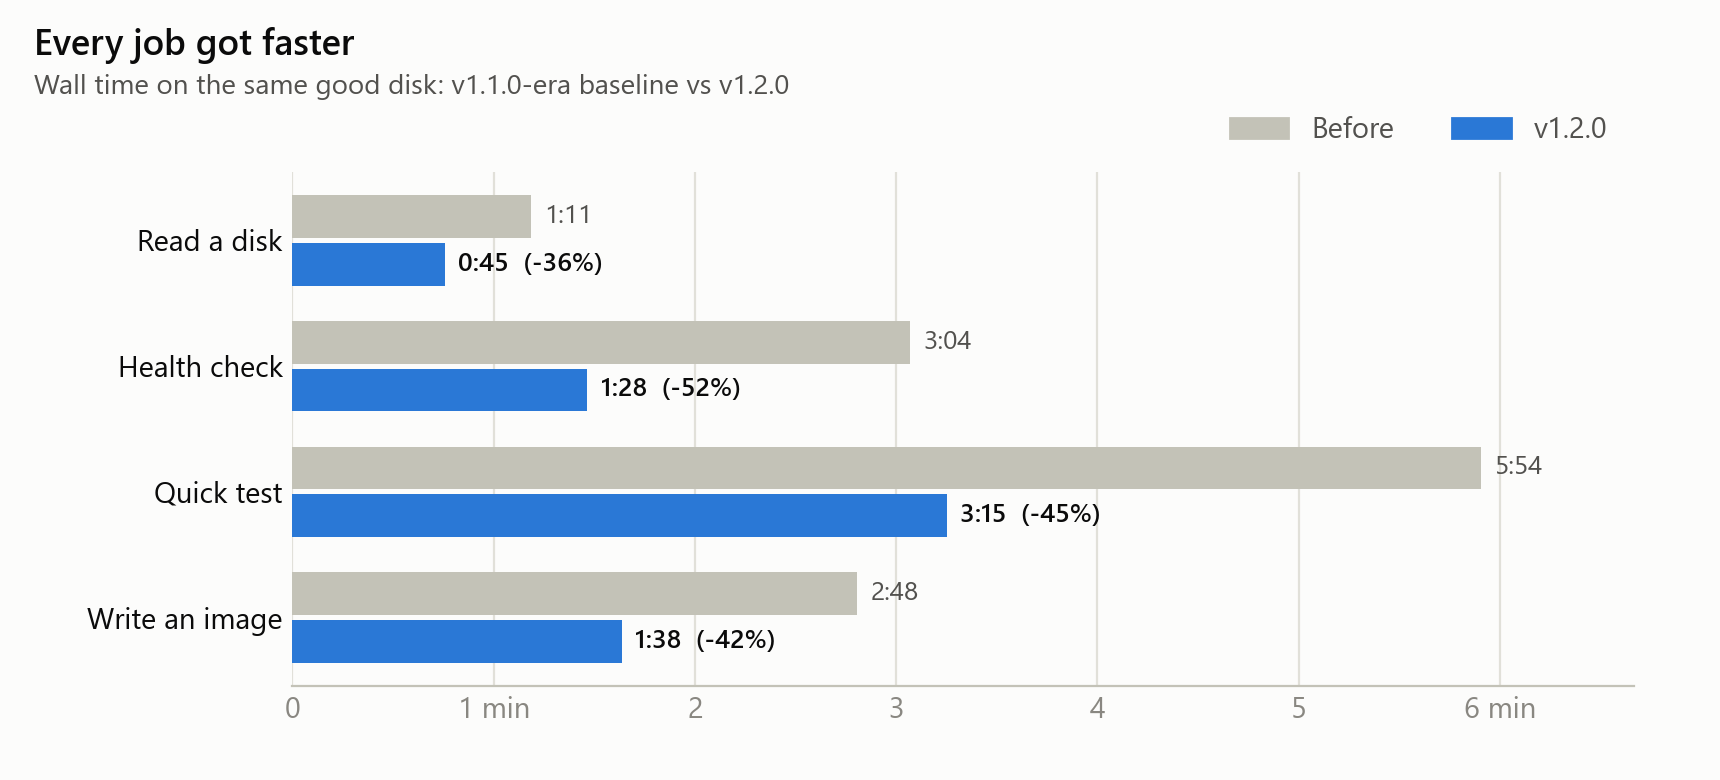 Every job got faster
Wall time on the same good disk: v1.1.0-era baseline vs v1.2.0
Before v1.2.0
1:11
Read a disk
0:45 (-36%)
3:04
Health check
1:28 (-52%)
5:54
Quick test
3:15 (-45%)
2:48
Write an image
1:38 (-42%)
0 1 min 2 3 4 5 6 min